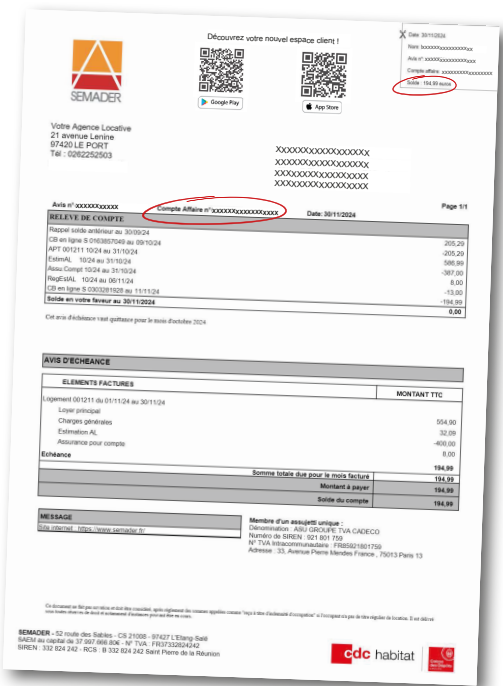 Découvrez votre nouvel espace client !
Google Play
App Store
SEMADER
X Date: 30/11/2024
Nom: xxxxxxxxxxxxxxxxxx
Avis n°: xxxxxxxxxxxxxxxxxx
Compte affaire: xxxxxxxxxxxxxxxxxx
Solde : 194,99 euros
Votre Agence Locative
21 avenue Lenine
97420 LE PORT
Tél : 0262252503
XXXXXXXXXXXXXXXXX
XXXXXXXXXXXXXXXXX
XXXXXXXXXXXXXXXXX
XXXXXXXXXXXXXXXXX
Avis n°:xxxxxxxxxxx Compte Affaire n°:xxxxxxxxxxxxxxxxx Date: 30/11/2024 Page 1/1
RELEVE DE COMPTE
Rappel solde antérieur au 30/09/24 205,29
CB en ligne S 0163857049 au 09/10/24 -205,29
APT 001211 10/24 au 31/10/24 586,99
EstimAL 10/24 au 31/10/24 -387,00
Assu.Compt 10/24 au 31/10/24 8,00
RegEstAL 10/24 au 06/11/24 -13,00
CB en ligne S 0303281928 au 11/11/24 -194,99
Solde en votre faveur au 30/11/2024 0,00
Cet avis d'échéance vaut quittance pour le mois d'octobre 2024
AVIS D'ECHEANCE
ELEMENTS FACTURES MONTANT TTC
Logement 001211 du 01/11/24 au 30/11/24
Loyer principal 554,90
Charges générales 32,09
Estimation AL -400,00
Assurance pour compte 8,00
Echéance 194,99
Somme totale due pour le mois facturé 194,99
Montant à payer 194,99
Solde du compte 194,99
MESSAGE
Site internet : https://www.semader.fr/
Membre d'un assujetti unique :
Dénomination : ASU GROUPE TVA CADECO
Numéro de SIREN : 921 801 759
N° TVA Intracommunautaire : FR85921801759
Adresse : 33, Avenue Pierre Mendes France , 75013 Paris 13
SEMADER - 52 route des Sables - CS 21008 - 97427 L'Etang-Salé
SAEM au capital de 37 997 666.80€ - N° TVA : FR37332824242
SIREN : 332 824 242 - RCS : B 332 824 242 Saint Pierre de la Réunion
cdc habitat